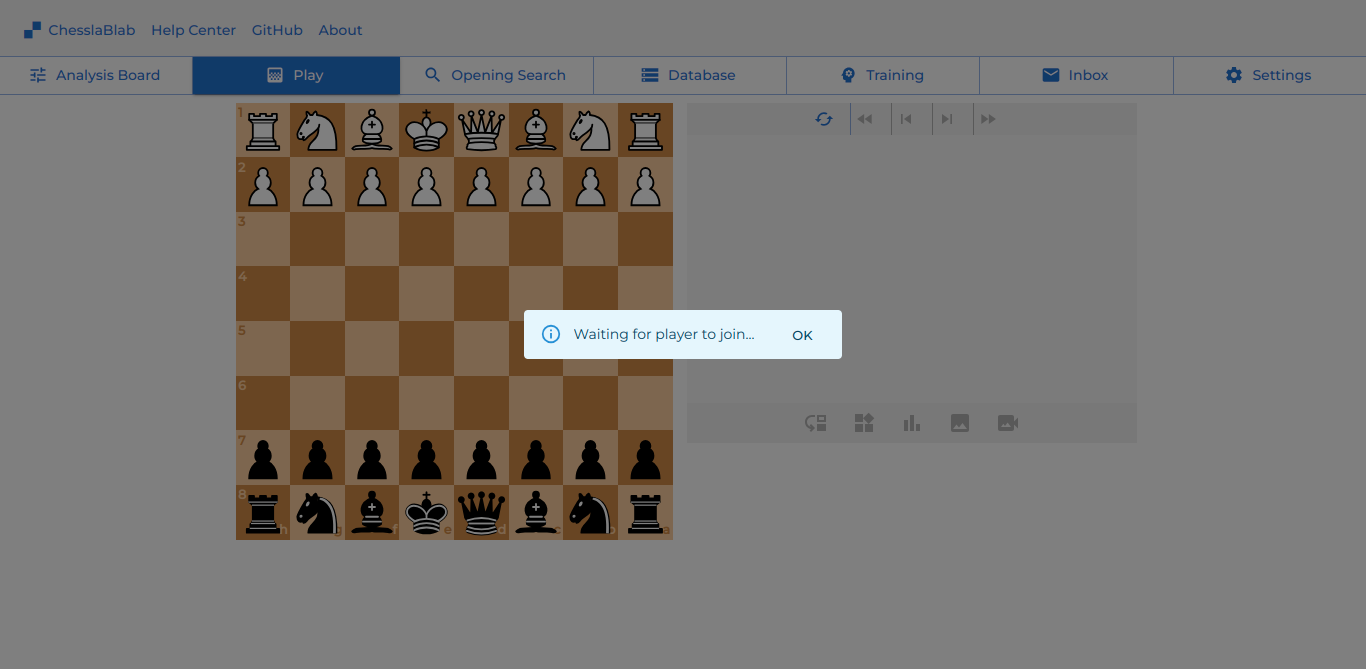 ChesslaBlab Help Center GitHub About
Analysis Board Play Opening Search Database Training Inbox Settings
1
2
3
4
5
Waiting for player to join... OK
6
7
8
h g f e d c b a